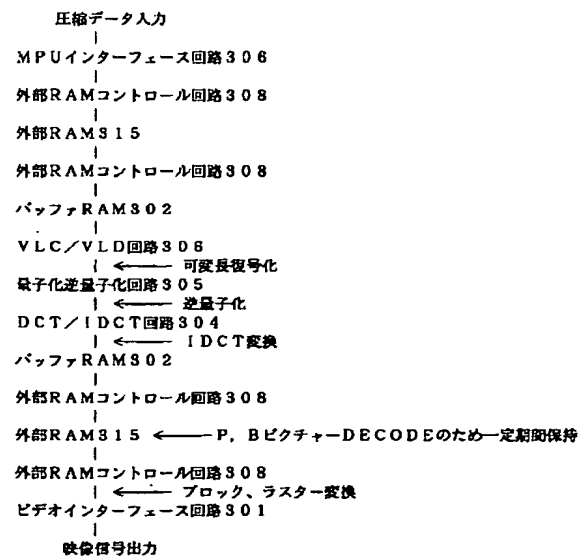 圧縮データ入力
MPUインターフェース回路306
外部RAMコントロール回路308
外部RAM315
外部RAMコントロール回路308
バッファRAM302
VLC/VLD回路306
可変長復号化
量子化逆量子化回路305
逆量子化
DCT/IDCT回路304
IDCT変換
バッファRAM302
外部RAMコントロール回路308
外部RAM315 ← P，BピクチャーDECODEのため一定期間保持
外部RAMコントロール回路308
ブロック、ラスター変換
ビデオインターフェース回路301
映像信号出力